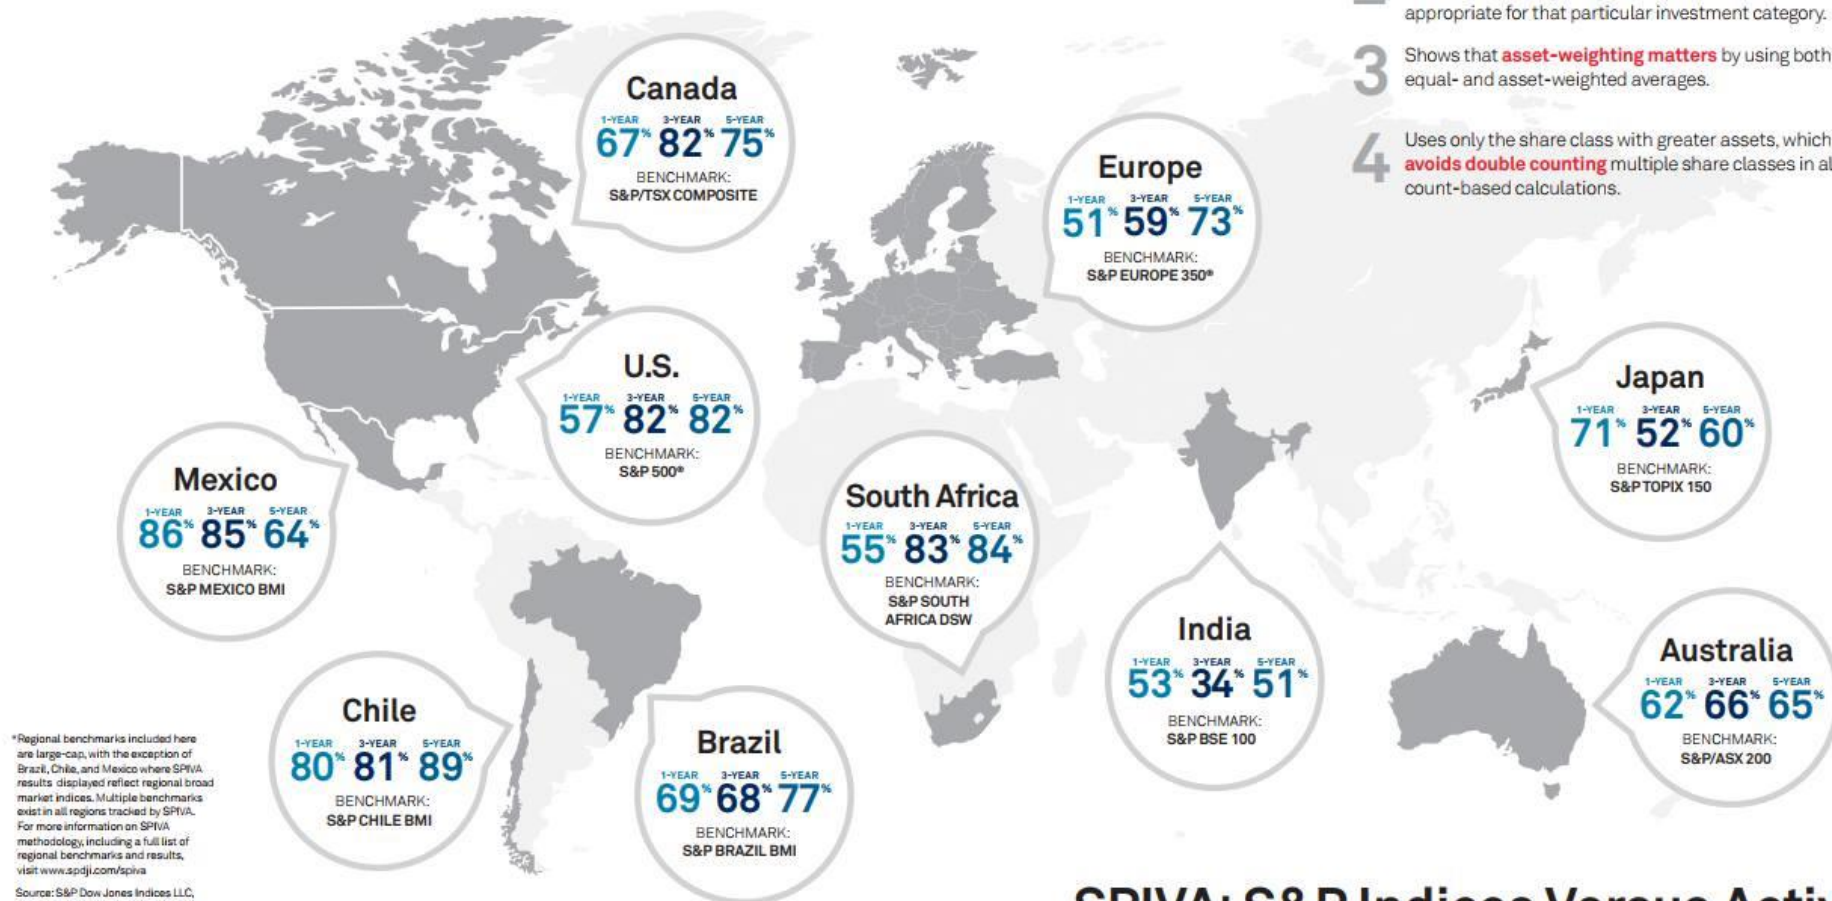 appropriate for that particular investment category.
3
Shows that asset-weighting matters by using both
equal- and asset-weighted averages.
4
Uses only the share class with greater assets, which
avoids double counting multiple share classes in al
count-based calculations.
Canada
1-YEAR 3-YEAR 5-YEAR
67% 82% 75%
BENCHMARK:
S&P/TSX COMPOSITE
Europe
1-YEAR 3-YEAR 5-YEAR
51% 59% 73%
BENCHMARK:
S&P EUROPE 350®
U.S.
1-YEAR 3-YEAR 5-YEAR
57% 82% 82%
BENCHMARK:
S&P 500®
Japan
1-YEAR 3-YEAR 5-YEAR
71% 52% 60%
BENCHMARK:
S&P TOPIX 150
Mexico
1-YEAR 3-YEAR 5-YEAR
86% 85% 64%
BENCHMARK:
S&P MEXICO BMI
South Africa
1-YEAR 3-YEAR 5-YEAR
55% 83% 84%
BENCHMARK:
S&P SOUTH
AFRICA DSW
India
1-YEAR 3-YEAR 5-YEAR
53% 34% 51%
BENCHMARK:
S&P BSE 100
Australia
1-YEAR 3-YEAR 5-YEAR
62% 66% 65%
BENCHMARK:
S&P/ASX 200
Chile
1-YEAR 3-YEAR 5-YEAR
80% 81% 89%
BENCHMARK:
S&P CHILE BMI
Brazil
1-YEAR 3-YEAR 5-YEAR
69% 68% 77%
BENCHMARK:
S&P BRAZIL BMI
*Regional benchmarks included here
are large-cap, with the exception of
Brazil, Chile, and Mexico where SPIVA
results displayed reflect regional broad
market indices. Multiple benchmarks
exist in all regions tracked by SPIVA.
For more information on SPIVA
methodology, including a full list of
regional benchmarks and results,
visit www.spdji.com/spiva
Source: S&P Dow Jones Indices LLC,
SPIVA: S&P Indices Versus Activ